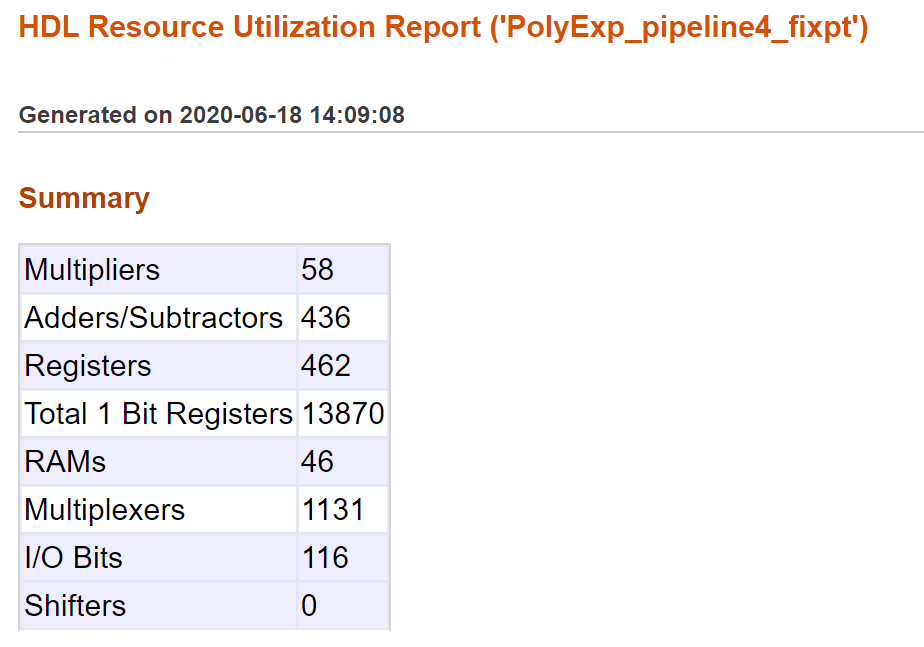 HDL Resource Utilization Report ('PolyExp_pipeline4_fixpt')
Generated on 2020-06-18 14:09:08
Summary
Multipliers 58
Adders/Subtractors 436
Registers 462
Total 1 Bit Registers 13870
RAMs 46
Multiplexers 1131
I/O Bits 116
Shifters 0